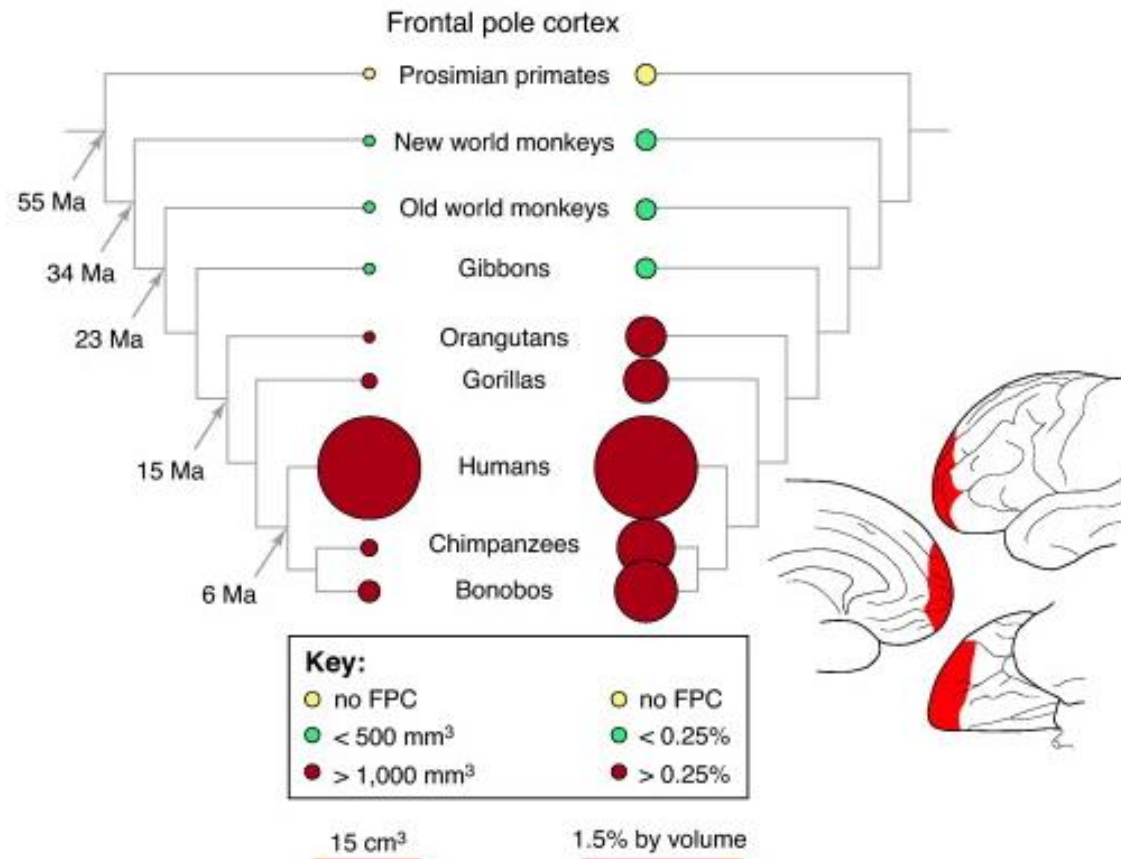 Frontal pole cortex
Prosimian primates
New world monkeys
55 Ma
Old world monkeys
34 Ma
Gibbons
23 Ma
Orangutans
Gorillas
15 Ma
Humans
Chimpanzees
6 Ma
Bonobos
Key:
no FPC no FPC
< 500 mm³ < 0.25%
> 1,000 mm³ > 0.25%
15 cm³ 1.5% by volume